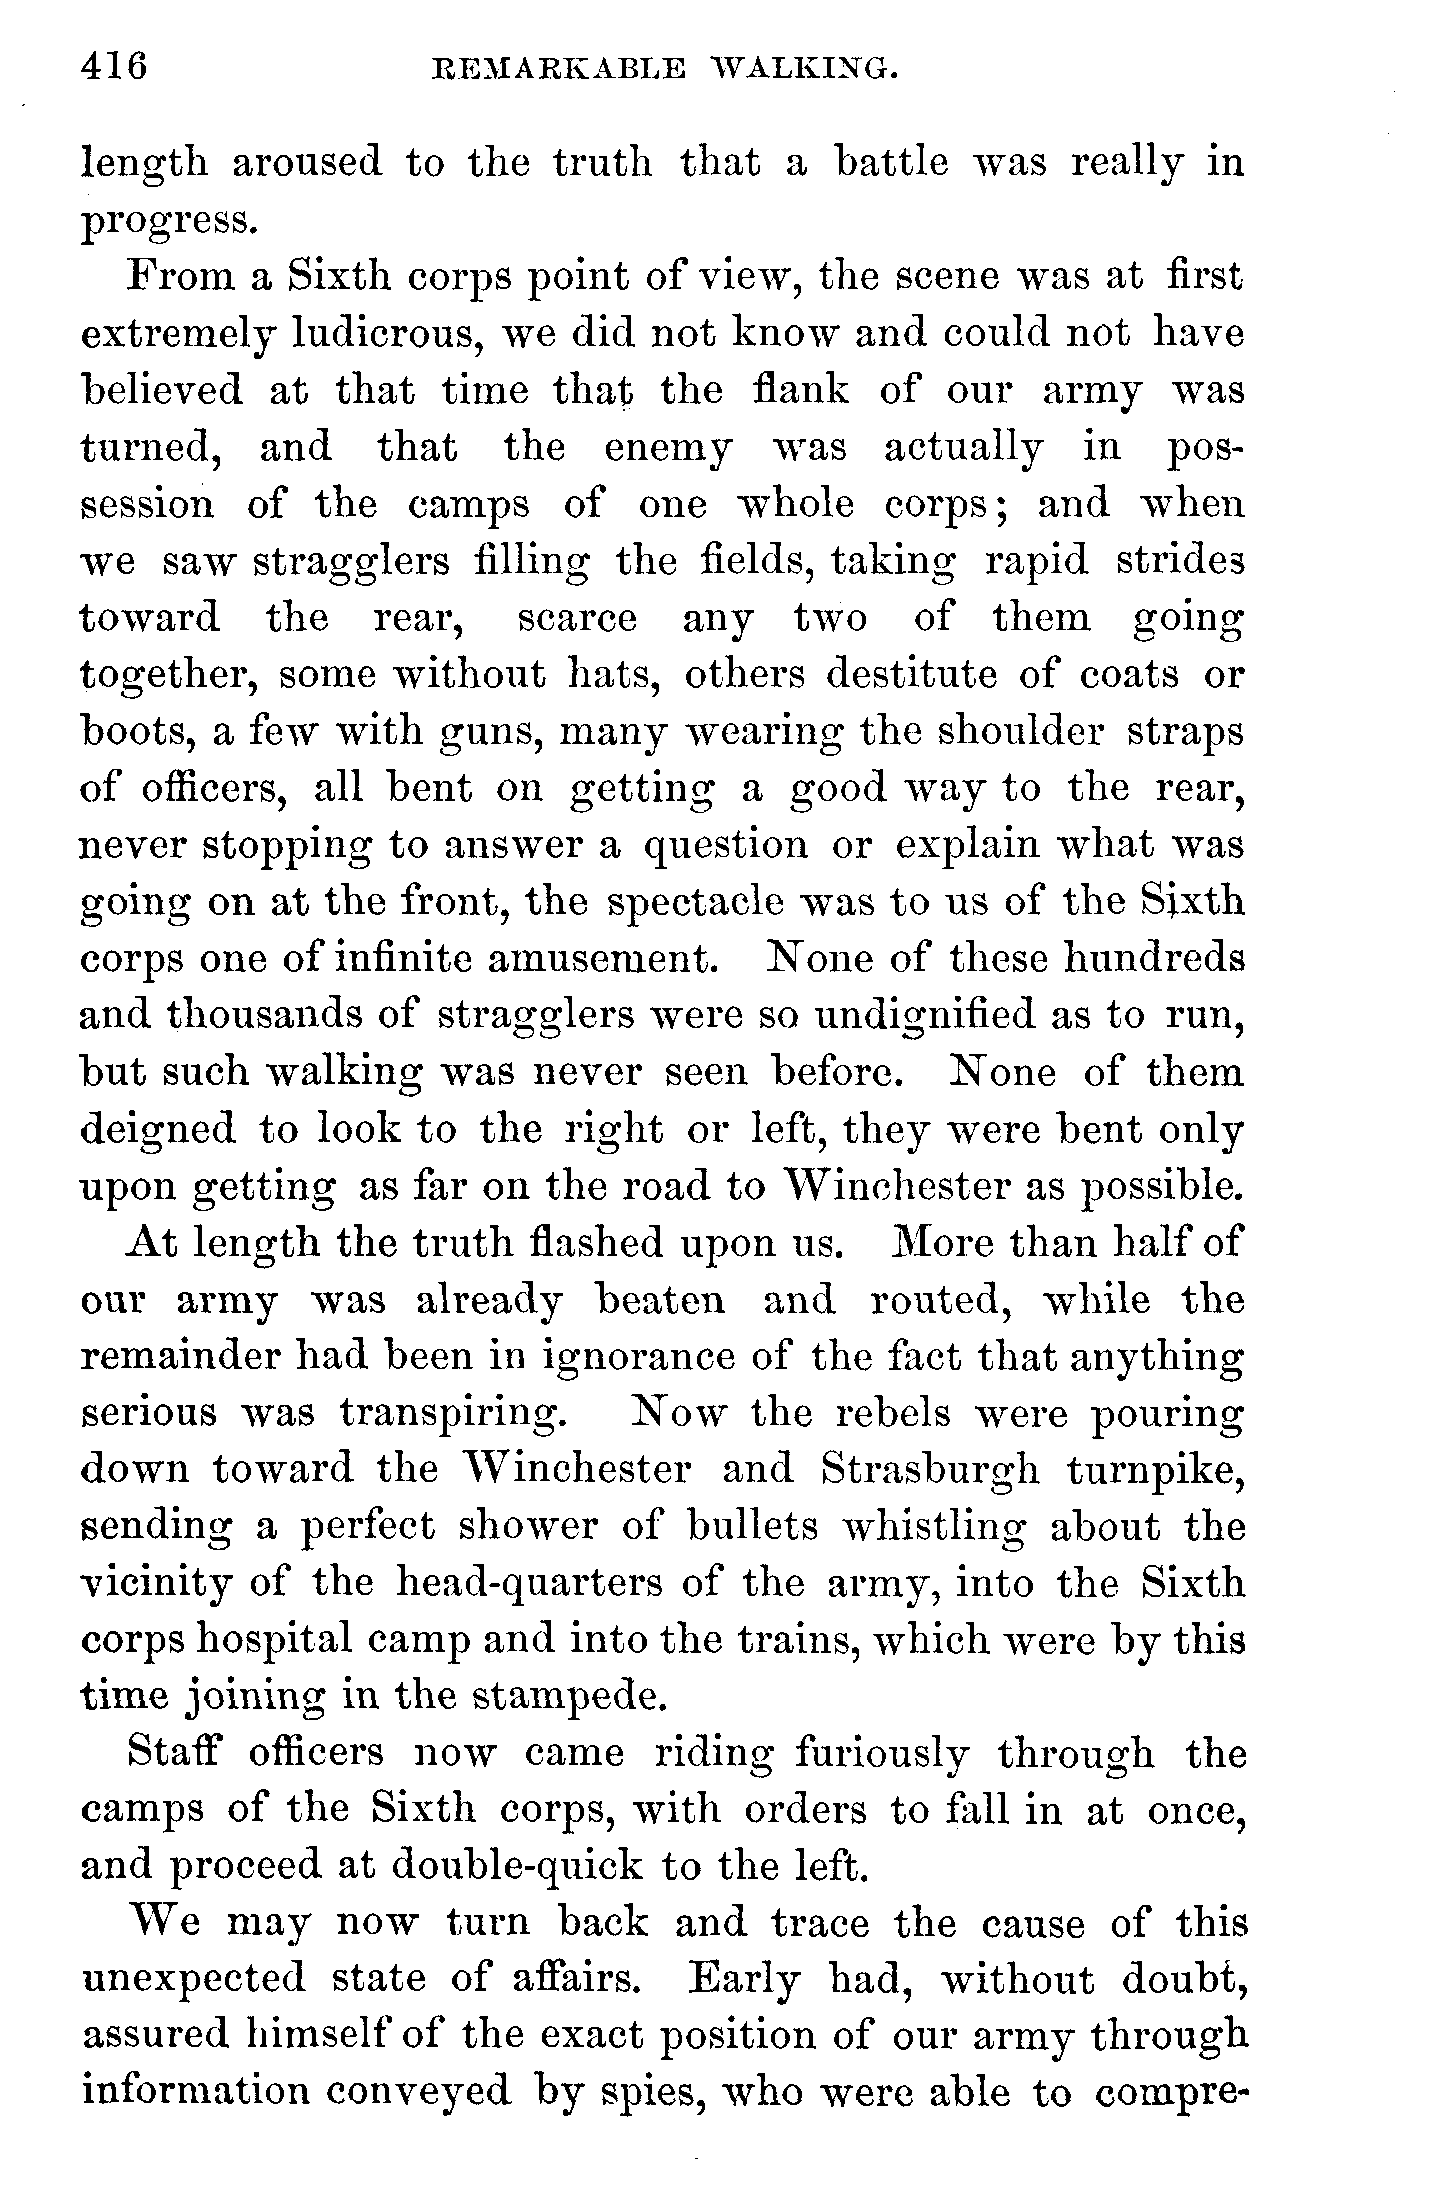 416 REMARKABLE WALKING.
length aroused to the truth that a battle was really in
progress.
From a Sixth corps point of view, the scene was at first
extremely ludicrous, we did not know and could not have
believed at that time that the flank of our army was
turned, and that the enemy was actually in pos-
session of the camps of one whole corps; and when
we saw stragglers filling the fields, taking rapid strides
toward the rear, scarce any two of them going
together, some without hats, others destitute of coats or
boots, a few with guns, many wearing the shoulder straps
of officers, all bent on getting a good way to the rear,
never stopping to answer a question or explain what was
going on at the front, the spectacle was to us of the Sixth
corps one of infinite amusement. None of these hundreds
and thousands of stragglers were so undignified as to run,
but such walking was never seen before. None of them
deigned to look to the right or left, they were bent only
upon getting as far on the road to Winchester as possible.
At length the truth flashed upon us. More than half of
our army was already beaten and routed, while the
remainder had been in ignorance of the fact that anything
serious was transpiring. Now the rebels were pouring
down toward the Winchester and Strasburgh turnpike,
sending a perfect shower of bullets whistling about the
vicinity of the head-quarters of the army, into the Sixth
corps hospital camp and into the trains, which were by this
time joining in the stampede.
Staff officers now came riding furiously through the
camps of the Sixth corps, with orders to fall in at once,
and proceed at double-quick to the left.
We may now turn back and trace the cause of this
unexpected state of affairs. Early had, without doubt,
assured himself of the exact position of our army through
information conveyed by spies, who were able to compre-